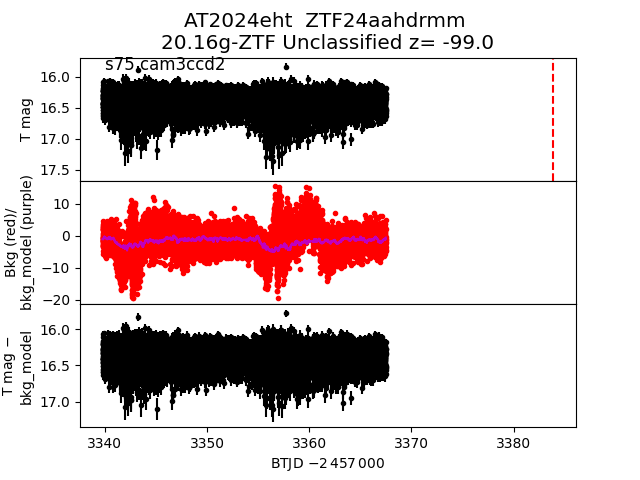 AT2024eht ZTF24aahdrmm
20.16g-ZTF Unclassified z= -99.0
s75 cam3ccd2
16.0
16.5
17.0
17.5
T mag
10
0
−10
−20
Bkg (red)/
bkg_model (purple)
16.0
16.5
17.0
T mag −
bkg_model
3340 3350 3360 3370 3380
BTJD −2 457 000